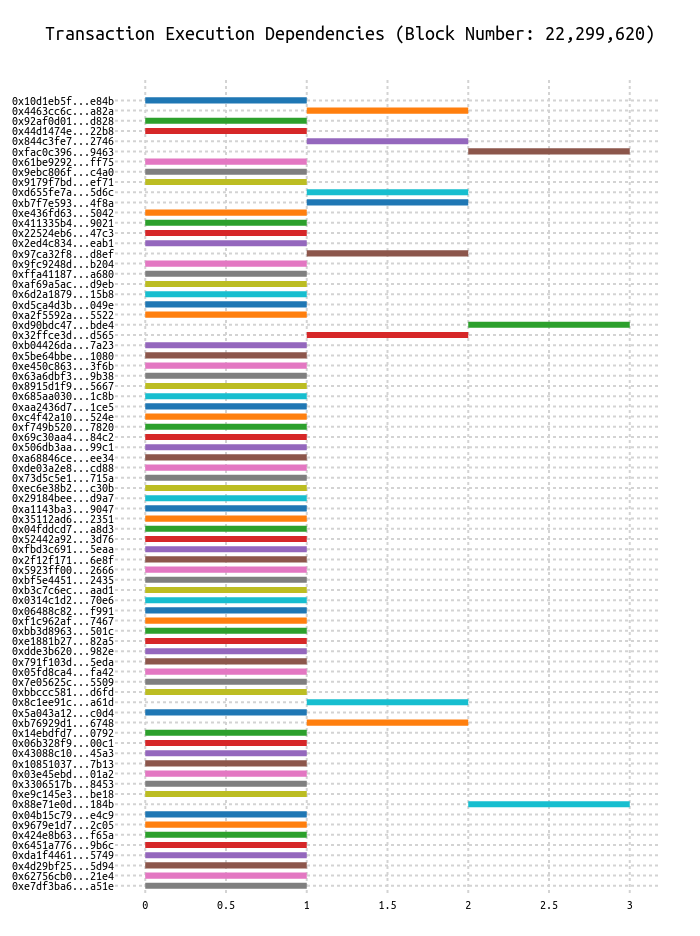 Transaction Execution Dependencies (Block Number: 22,299,620)
0x10d1eb5f...e84b
0x4463cc6c...a82a
0x92af0d01...d828
0x44d1474e...22b8
0x844c3fe7...2746
0xfac0c396...9463
0x61be9292...ff75
0x9ebc806f...c4a0
0x9179f7bd...ef71
0xd655fe7a...5d6c
0xb7f7e593...4f8a
0xe436fd63...5042
0x411335b4...9021
0x22524eb6...47c3
0x2ed4c834...eab1
0x97ca32f8...d8ef
0x9fc9248d...b204
0xffa41187...a680
0xaf69a5ac...d9eb
0x6d2a1879...15b8
0xd5ca4d3b...049e
0xa2f5592a...5522
0xd90bdc47...bde4
0x32ffce3d...d565
0xb04426da...7a23
0x5be64bbe...1080
0xe450c863...3f6b
0x63a6dbf3...9b38
0x8915d1f9...5667
0x685aa030...1c8b
0xaa2436d7...1ce5
0xc4f42a10...524e
0xf749b520...7820
0x69c30aa4...84c2
0x506db3aa...99c1
0xa68846ce...ee34
0xde03a2e8...cd88
0x73d5c5e1...715a
0xec6e38b2...c30b
0x29184bee...d9a7
0xa1143ba3...9047
0x35112ad6...2351
0x04fddcd7...a8d3
0x52442a92...3d76
0xfbd3c691...5eaa
0x2f12f171...6e8f
0x5923ff00...2666
0xbf5e4451...2435
0xb3c7c6ec...aad1
0x0314c1d2...70e6
0x06488c82...f991
0xf1c962af...7467
0xbb3d8963...501c
0xe1881b27...82a5
0xdde3b620...982e
0x791f103d...5eda
0x05fd8ca4...fa42
0x7e05625c...5509
0xbbccc581...d6fd
0x8c1ee91c...a61d
0x5a043a12...c0d4
0xb76929d1...6748
0x14ebdfd7...0792
0x06b328f9...00c1
0x43088c10...45a3
0x10851037...7b13
0x03e45ebd...01a2
0x3306517b...8453
0xe9c145e3...be18
0x88e71e0d...184b
0x04b15c79...e4c9
0x9679e1d7...2c05
0x424e8b63...f65a
0x6451a776...9b6c
0xda1f4461...5749
0x4d29bf25...5d94
0x62756cb0...21e4
0xe7df3ba6...a51e
0 0.5 1 1.5 2 2.5 3